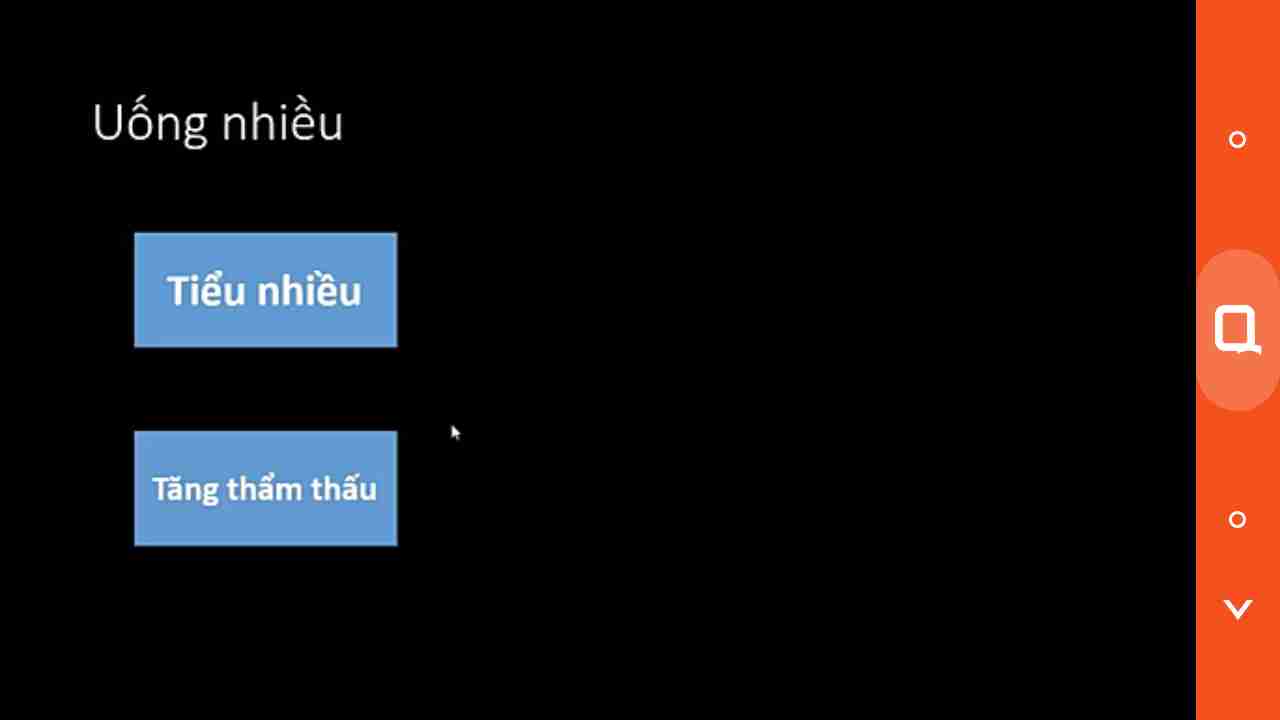 Uống nhiều
Tiểu nhiều
Tăng thẩm thấu